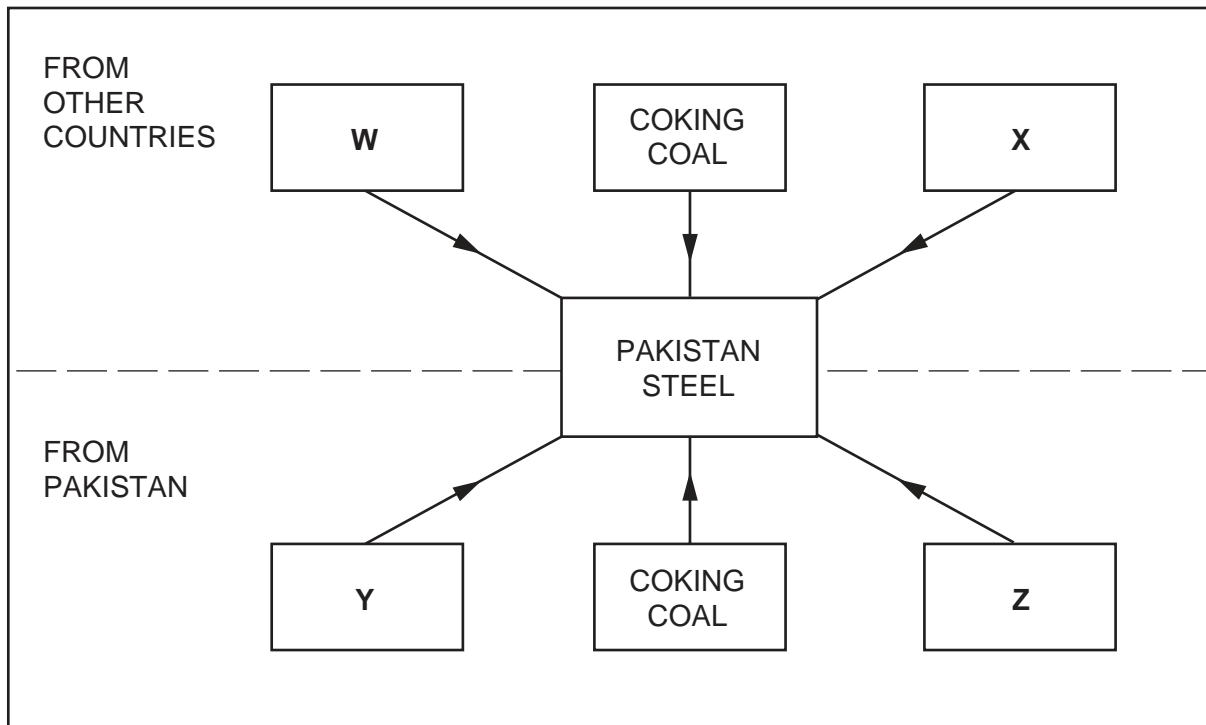 FROM
OTHER
COUNTRIES
W
COKING
COAL
X
PAKISTAN
STEEL
FROM
PAKISTAN
Y
COKING
COAL
Z